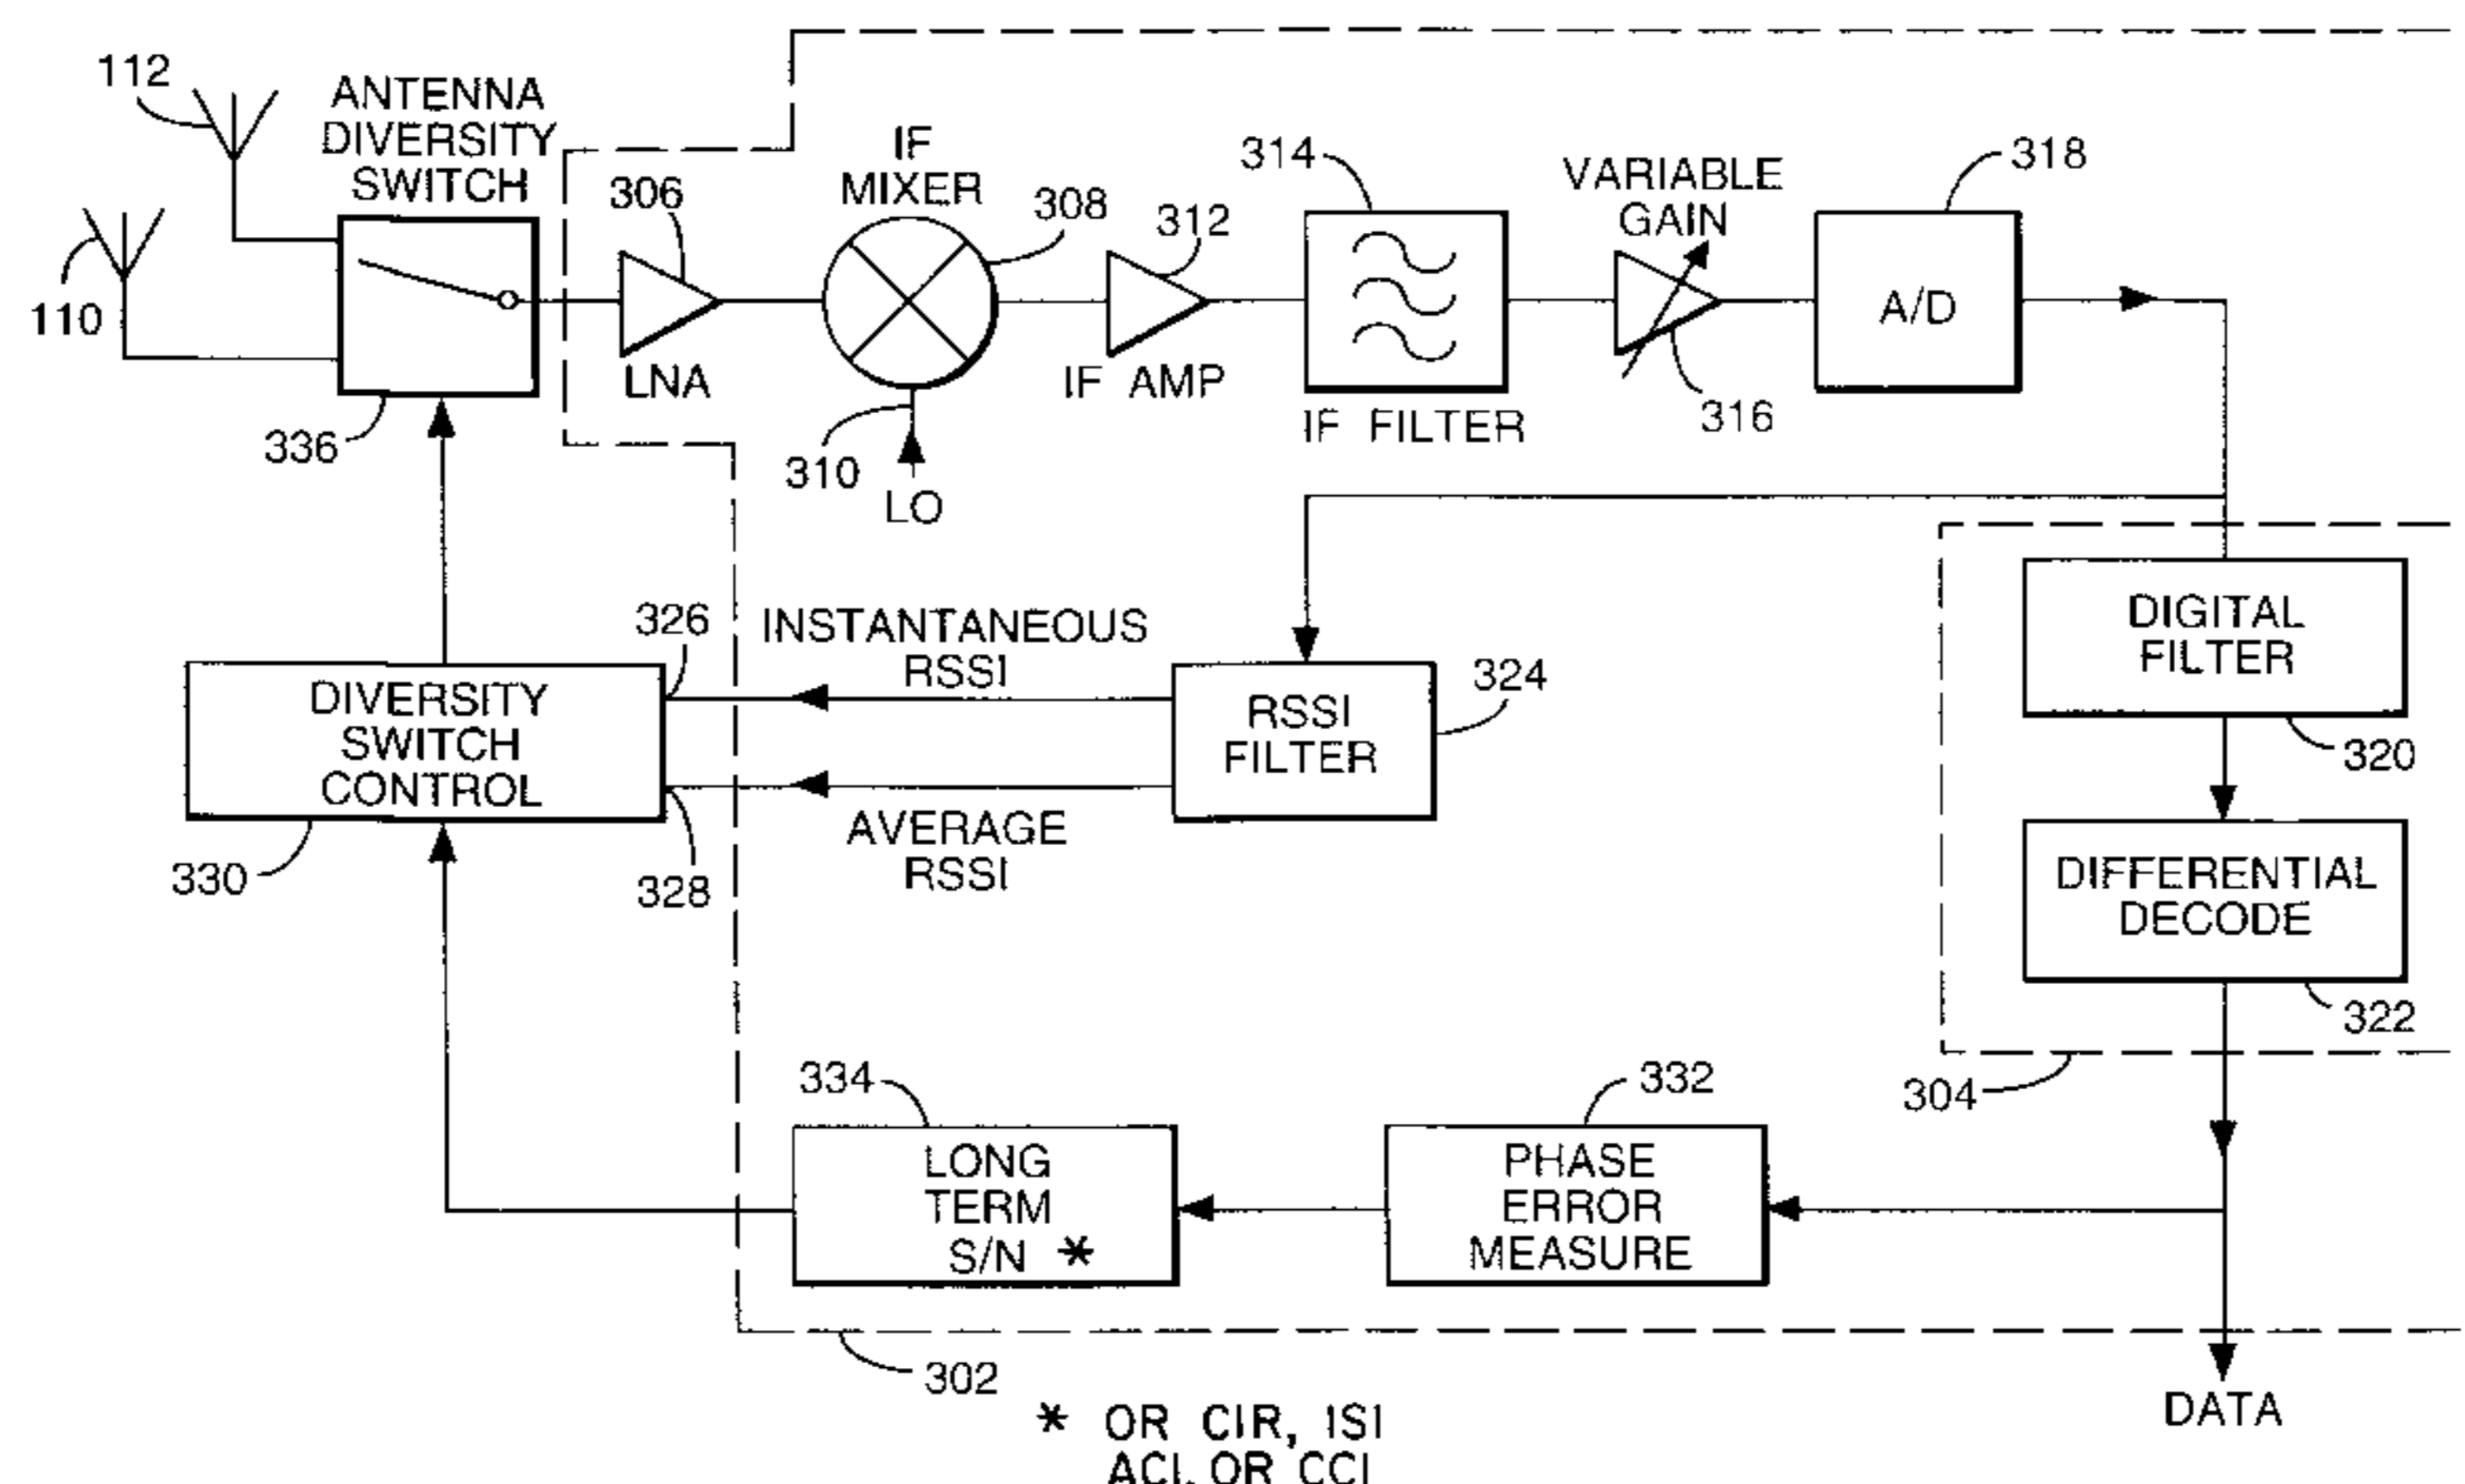 112
ANTENNA
DIVERSITY
SWITCH
110
336
306
LNA
IF
MIXER
308
310
LO
312
IF AMP
314
IF FILTER
VARIABLE
GAIN
316
318
A/D
DIGITAL
FILTER
320
326
INSTANTANEOUS
RSSI
RSSI
FILTER
324
DIVERSITY
SWITCH
CONTROL
330
328
AVERAGE
RSSI
DIFFERENTIAL
DECODE
322
304
334
LONG
TERM
S/N *
332
PHASE
ERROR
MEASURE
302
DATA
* OR CIR, ISI
ACI, OR CCI